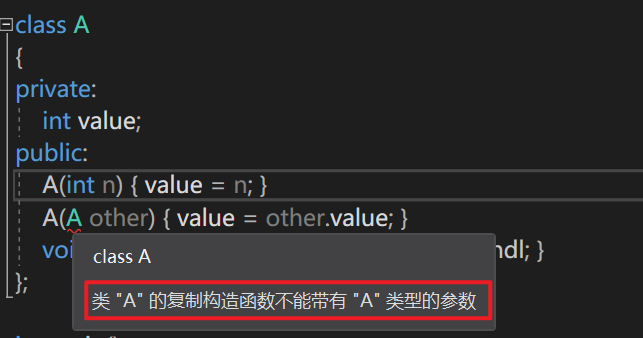 class A
{
private:
int value;
public:
A(int n) { value = n; }
A(A other) { value = other.value; }
voi ndl; }
class A
类 "A" 的复制构造函数不能带有 "A" 类型的参数
};